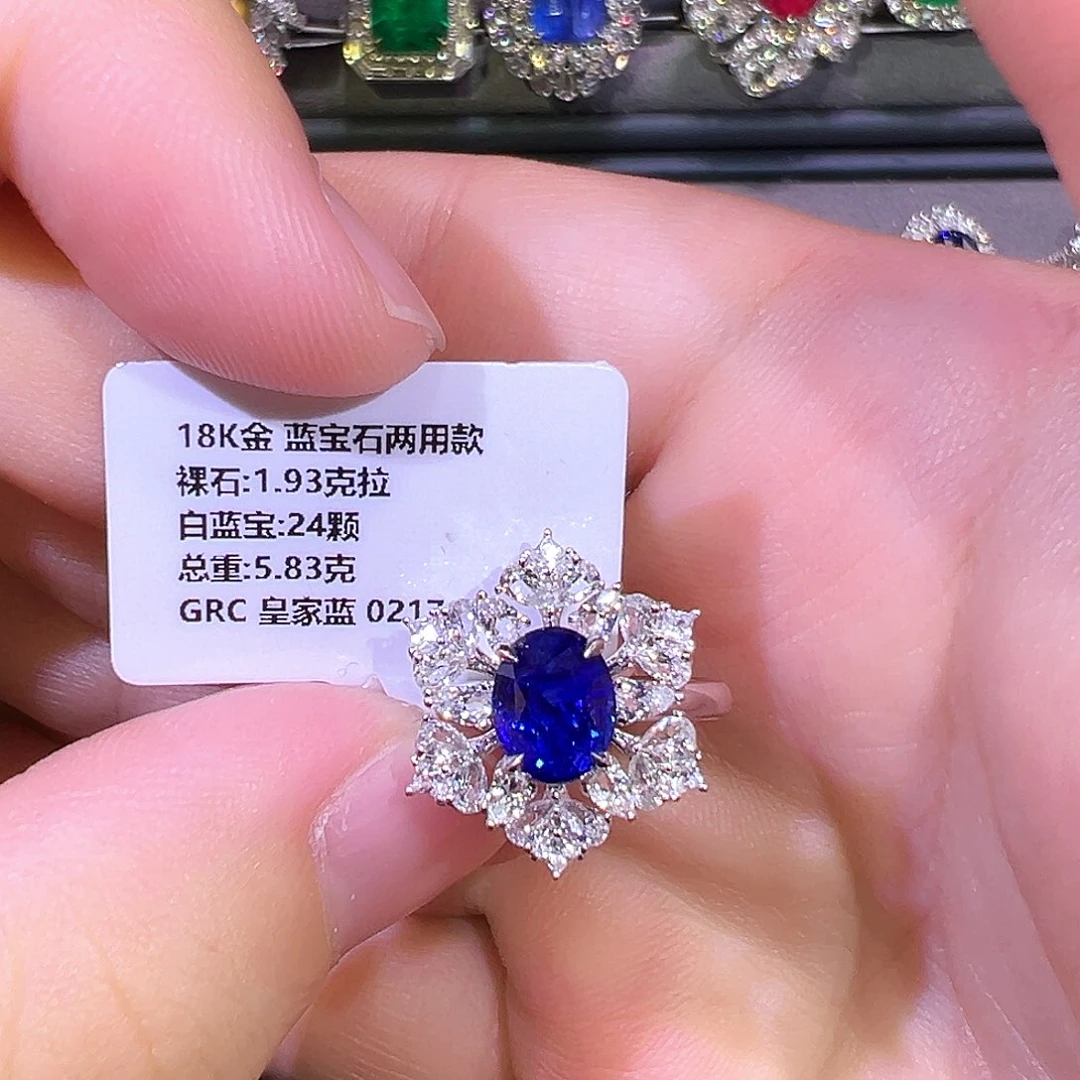 18K金 蓝宝石两用款
裸石:1.93克拉
白蓝宝:24颗
总重:5.83克
GRC 皇家蓝 0217